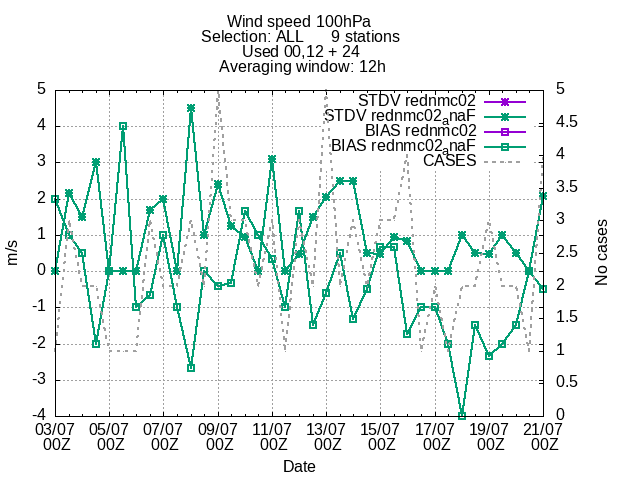 Wind speed 100hPa
Selection: ALL 9 stations
Used 00,12 + 24
Averaging window: 12h
STDV rednmc02
STDV rednmc02_anaF
BIAS rednmc02
BIAS rednmc02_anaF
CASES
5
4
3
2
1
0
-1
-2
-3
-4
m/s
5
4.5
4
3.5
3
2.5
2
1.5
1
0.5
0
No cases
03/07 05/07 07/07 09/07 11/07 13/07 15/07 17/07 19/07 21/07
00Z 00Z 00Z 00Z 00Z 00Z 00Z 00Z 00Z 00Z
Date